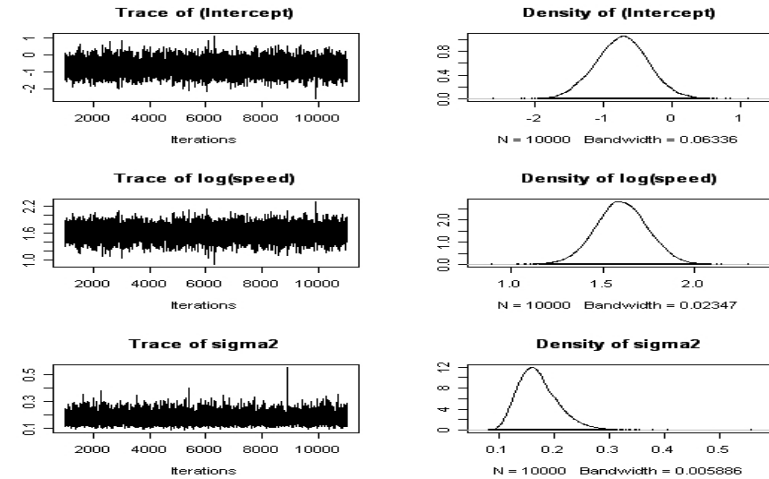 Trace of (Intercept)
-2 -1 0 1
2000 4000 6000 8000 10000
Iterations
Density of (Intercept)
0.0 0.4 0.8
-2 -1 0 1
N = 10000 Bandwidth = 0.06336
Trace of log(speed)
1.0 1.6 2.2
2000 4000 6000 8000 10000
Iterations
Density of log(speed)
0.0 1.0 2.0
1.0 1.5 2.0
N = 10000 Bandwidth = 0.02347
Trace of sigma2
0.1 0.3 0.5
2000 4000 6000 8000 10000
Iterations
Density of sigma2
0 4 8 12
0.1 0.2 0.3 0.4 0.5
N = 10000 Bandwidth = 0.005886